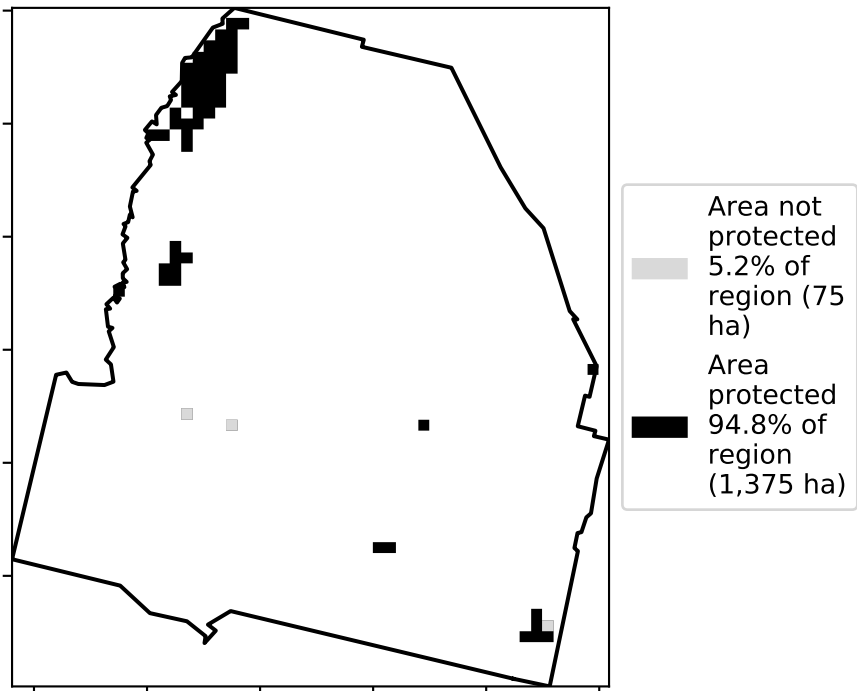 Area not
protected
5.2% of
region (75
ha)
Area
protected
94.8% of
region
(1,375 ha)